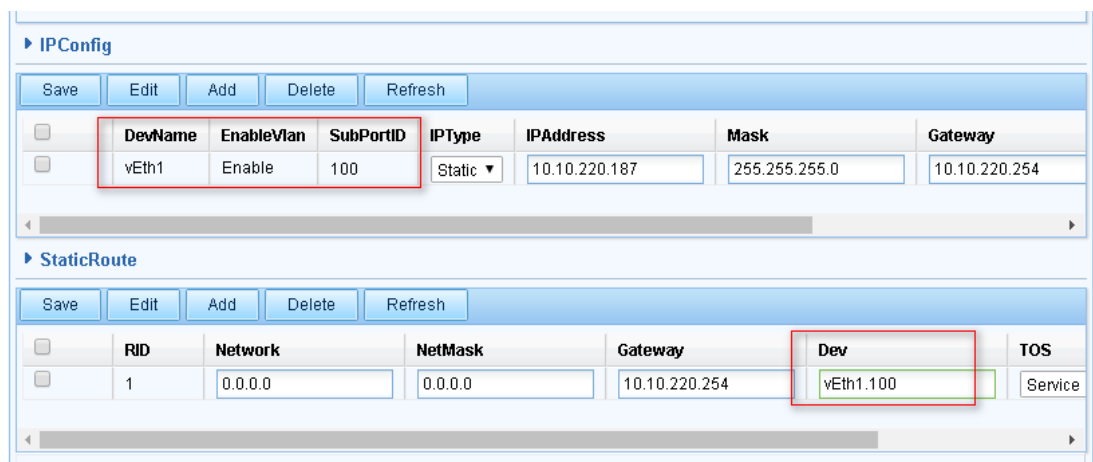 IPConfig
Save Edit Add Delete Refresh
DevName EnableVlan SubPortID IPType IPAddress Mask Gateway
vEth1 Enable 100 Static 10.10.220.187 255.255.255.0 10.10.220.254
StaticRoute
Save Edit Add Delete Refresh
RID Network NetMask Gateway Dev TOS
1 0.0.0.0 0.0.0.0 10.10.220.254 vEth1.100 Service